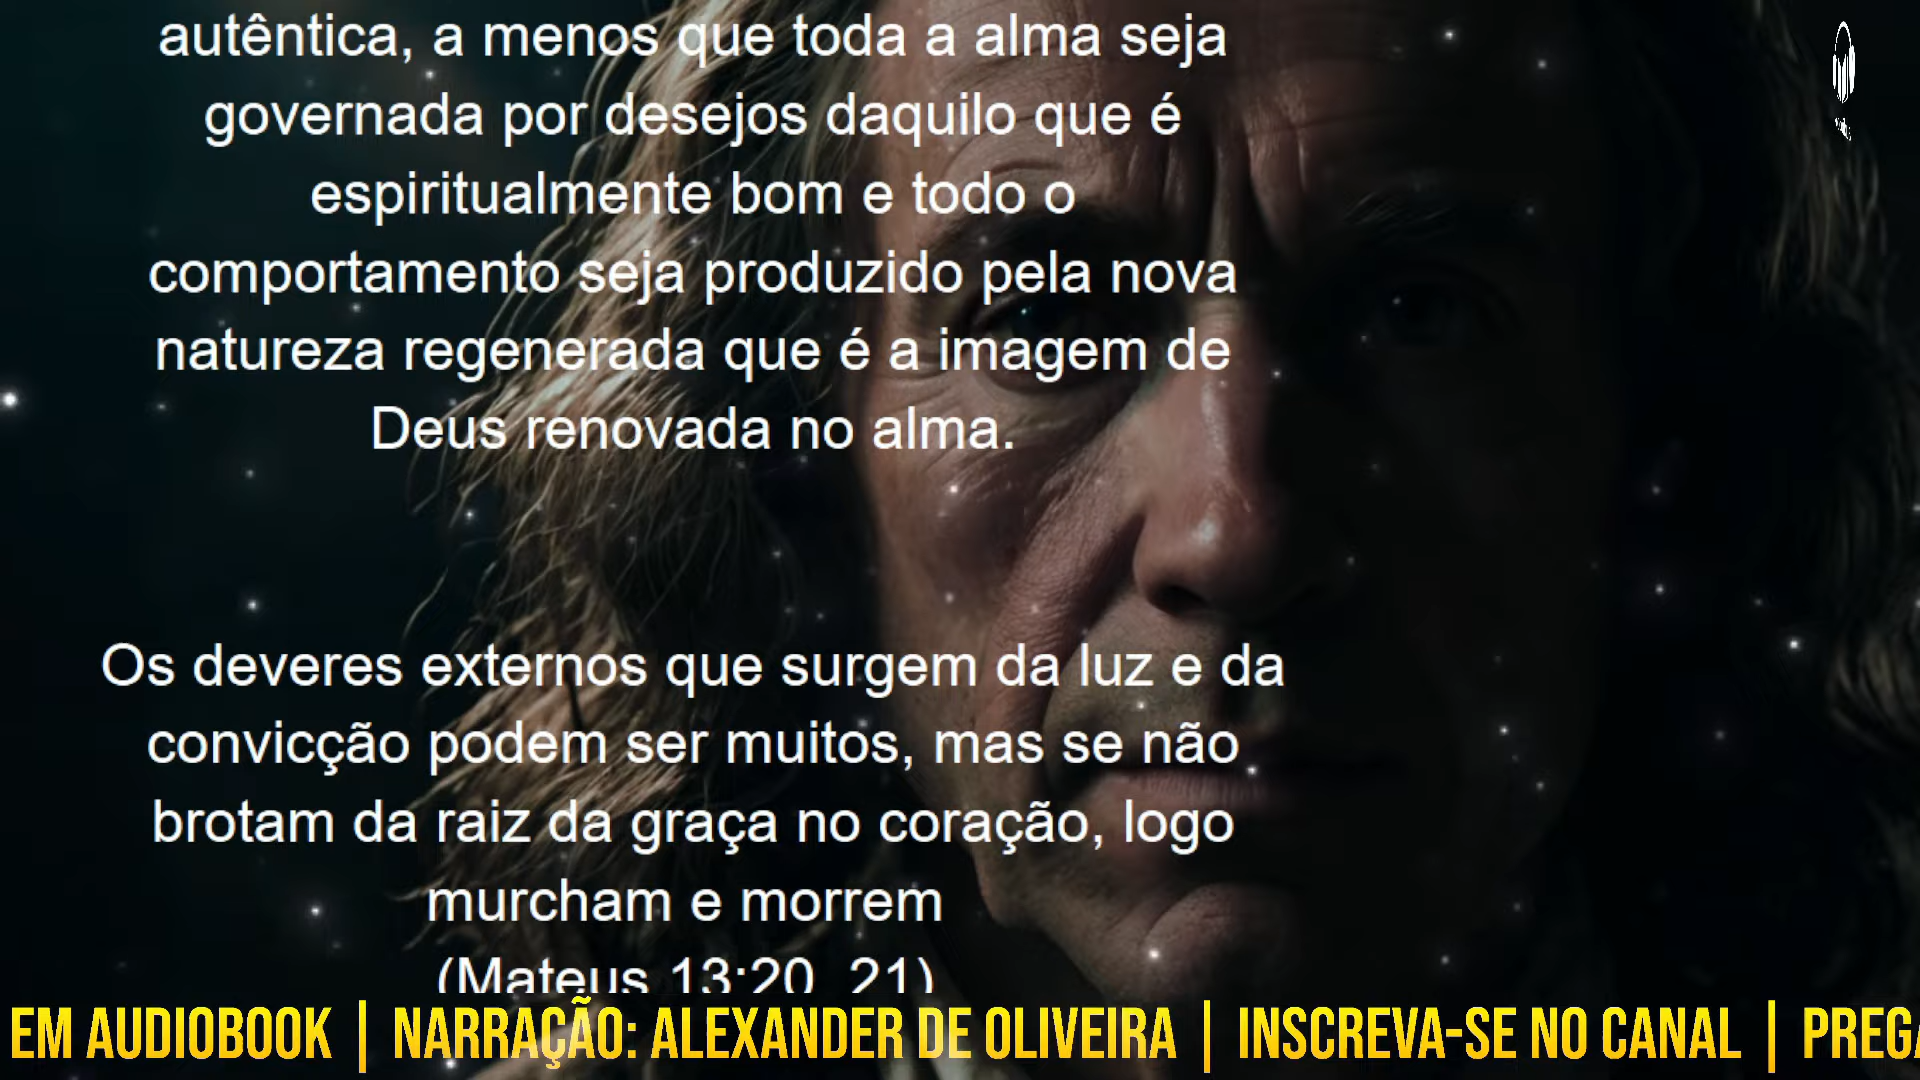 autêntica, a menos que toda a alma seja
governada por desejos daquilo que é
espiritualmente bom e todo o
comportamento seja produzido pela nova
natureza regenerada que é a imagem de
Deus renovada no alma.
Os deveres externos que surgem da luz e da
convicção podem ser muitos, mas se não
brotam da raiz da graça no coração, logo
murcham e morrem
(Mateus 13:20 21)
EM AUDIOBOOK | NARRAÇÃO: ALEXANDER DE OLIVEIRA | INSCREVA-SE NO CANAL | PREGA